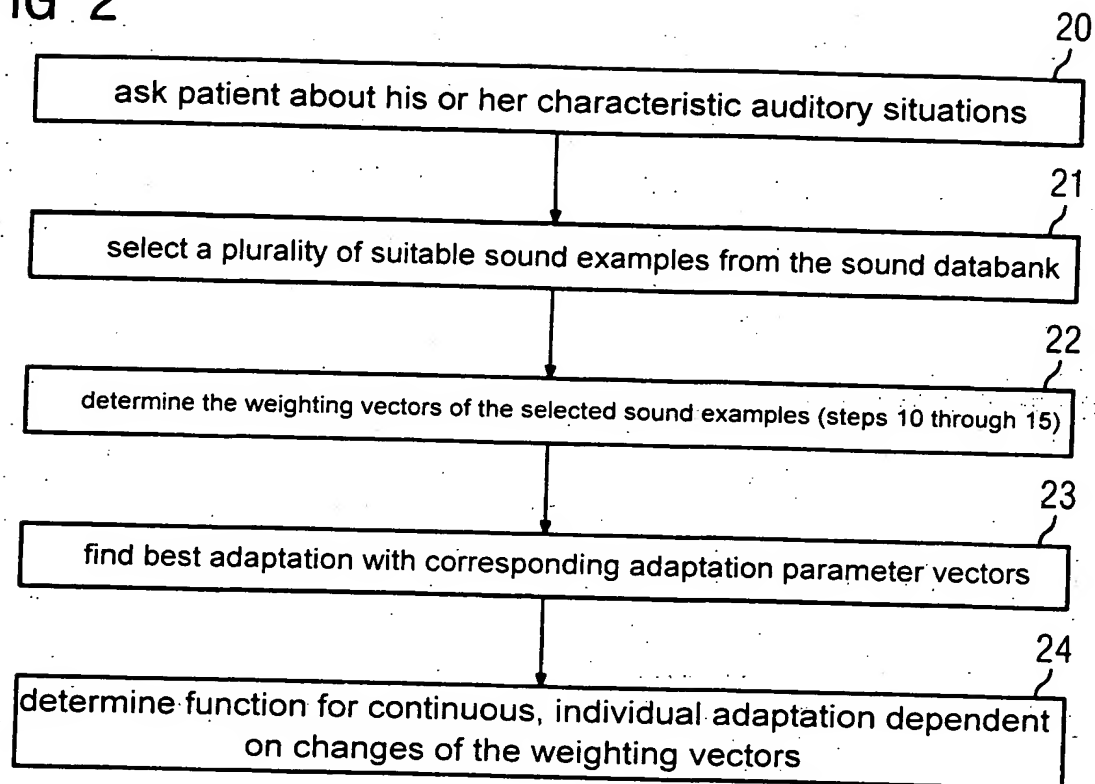 FIG 2
20
ask patient about his or her characteristic auditory situations
21
select a plurality of suitable sound examples from the sound databank
22
determine the weighting vectors of the selected sound examples (steps 10 through 15)
23
find best adaptation with corresponding adaptation parameter vectors
24
determine function for continuous, individual adaptation dependent
on changes of the weighting vectors